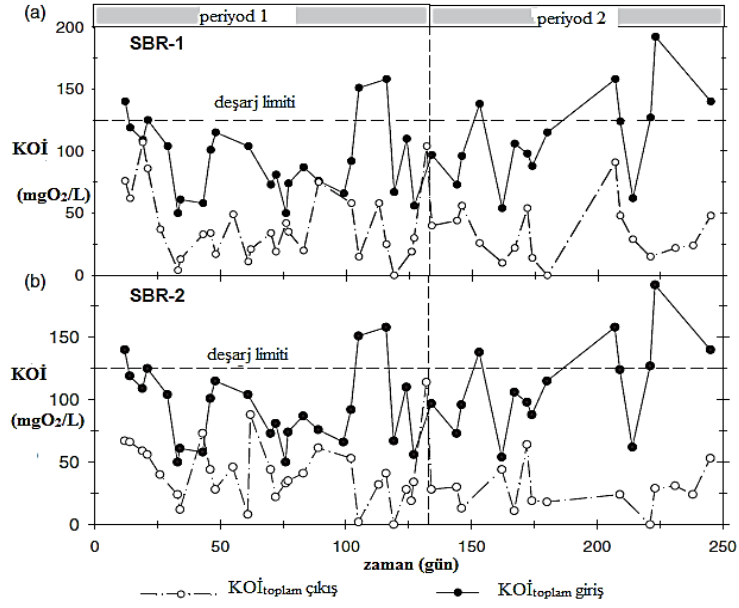 (a)
periyod 1
periyod 2
200
SBR-1
150
deşarj limiti
KOİ
100
(mgO2/L)
50
0
(b)
SBR-2
150
deşarj limiti
KOİ
100
(mgO2/L)
50
0
0
50
100
150
200
250
zaman (gün)
KOİtoplam çıkış
KOİtoplam giriş